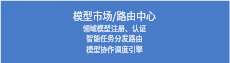 模型市场/路由中心
领域模型注册、认证
智能任务分发路由
模型协作调度引擎